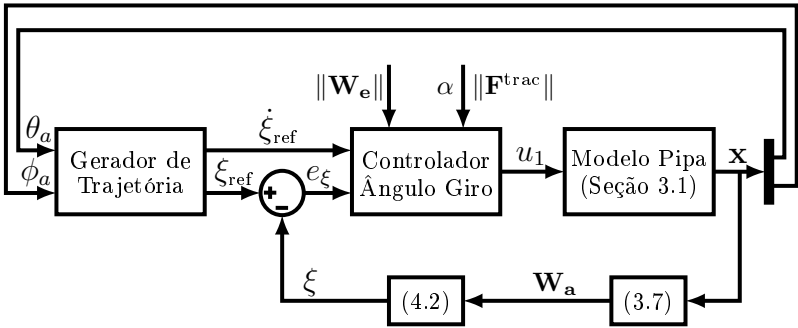 ‖W_e‖
α ‖F^trac‖
θ_a
ϕ_a
Gerador de
Trajetória
ξ̇_ref
ξ_ref
+
−
e_ξ
Controlador
Ângulo Giro
u_1
Modelo Pipa
(Seção 3.1)
x
ξ
(4.2)
W_a
(3.7)